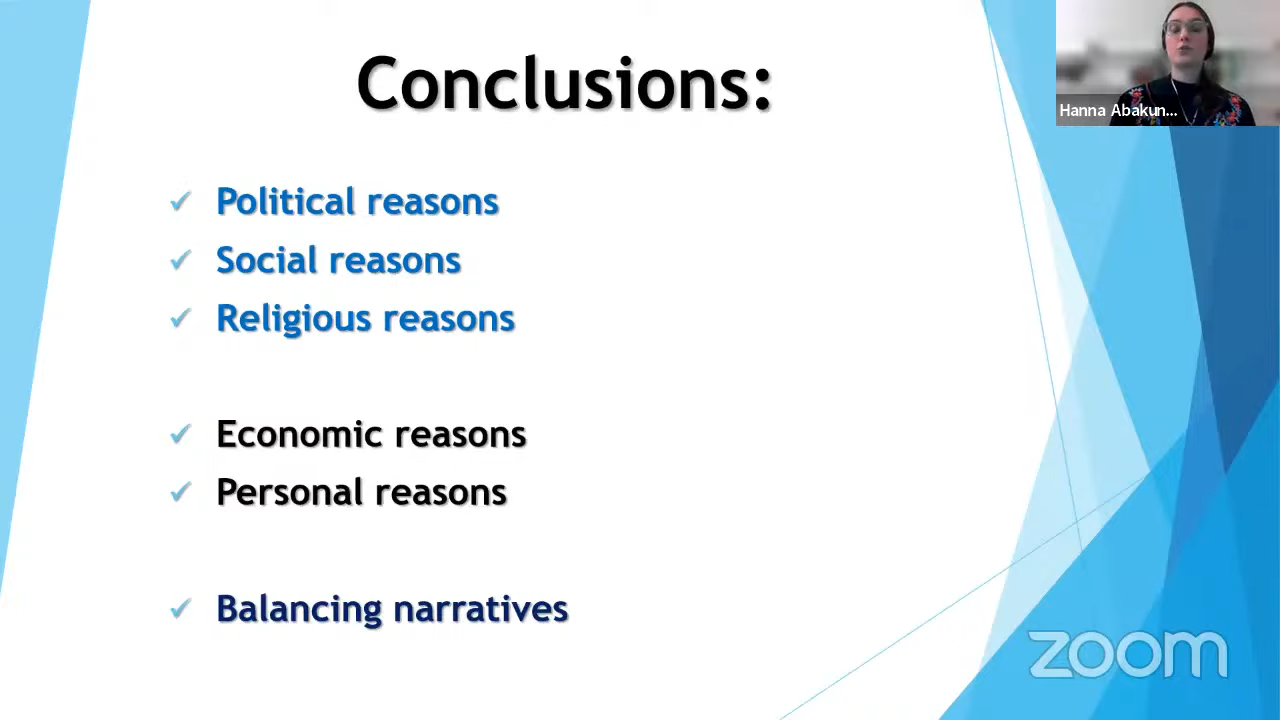 Conclusions:
Hanna Abakun...
✓ Political reasons
✓ Social reasons
✓ Religious reasons
✓ Economic reasons
✓ Personal reasons
✓ Balancing narratives
zoom